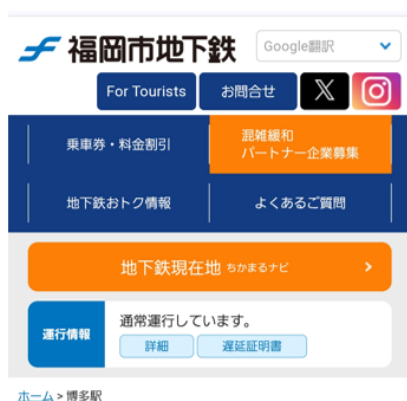 福岡市地下鉄
Google翻訳
For Tourists
お問合せ
乗車券・料金割引
混雑緩和
パートナー企業募集
地下鉄おトク情報
よくあるご質問
地下鉄現在地 ちかまるナビ
運行情報
通常運行しています。
詳細
遅延証明書
ホーム > 博多駅